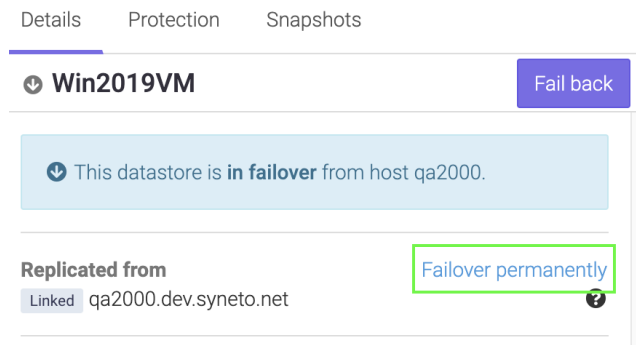 Details Protection Snapshots
Win2019VM Fail back
This datastore is in failover from host qa2000.
Replicated from Failover permanently
Linked qa2000.dev.syneto.net ?